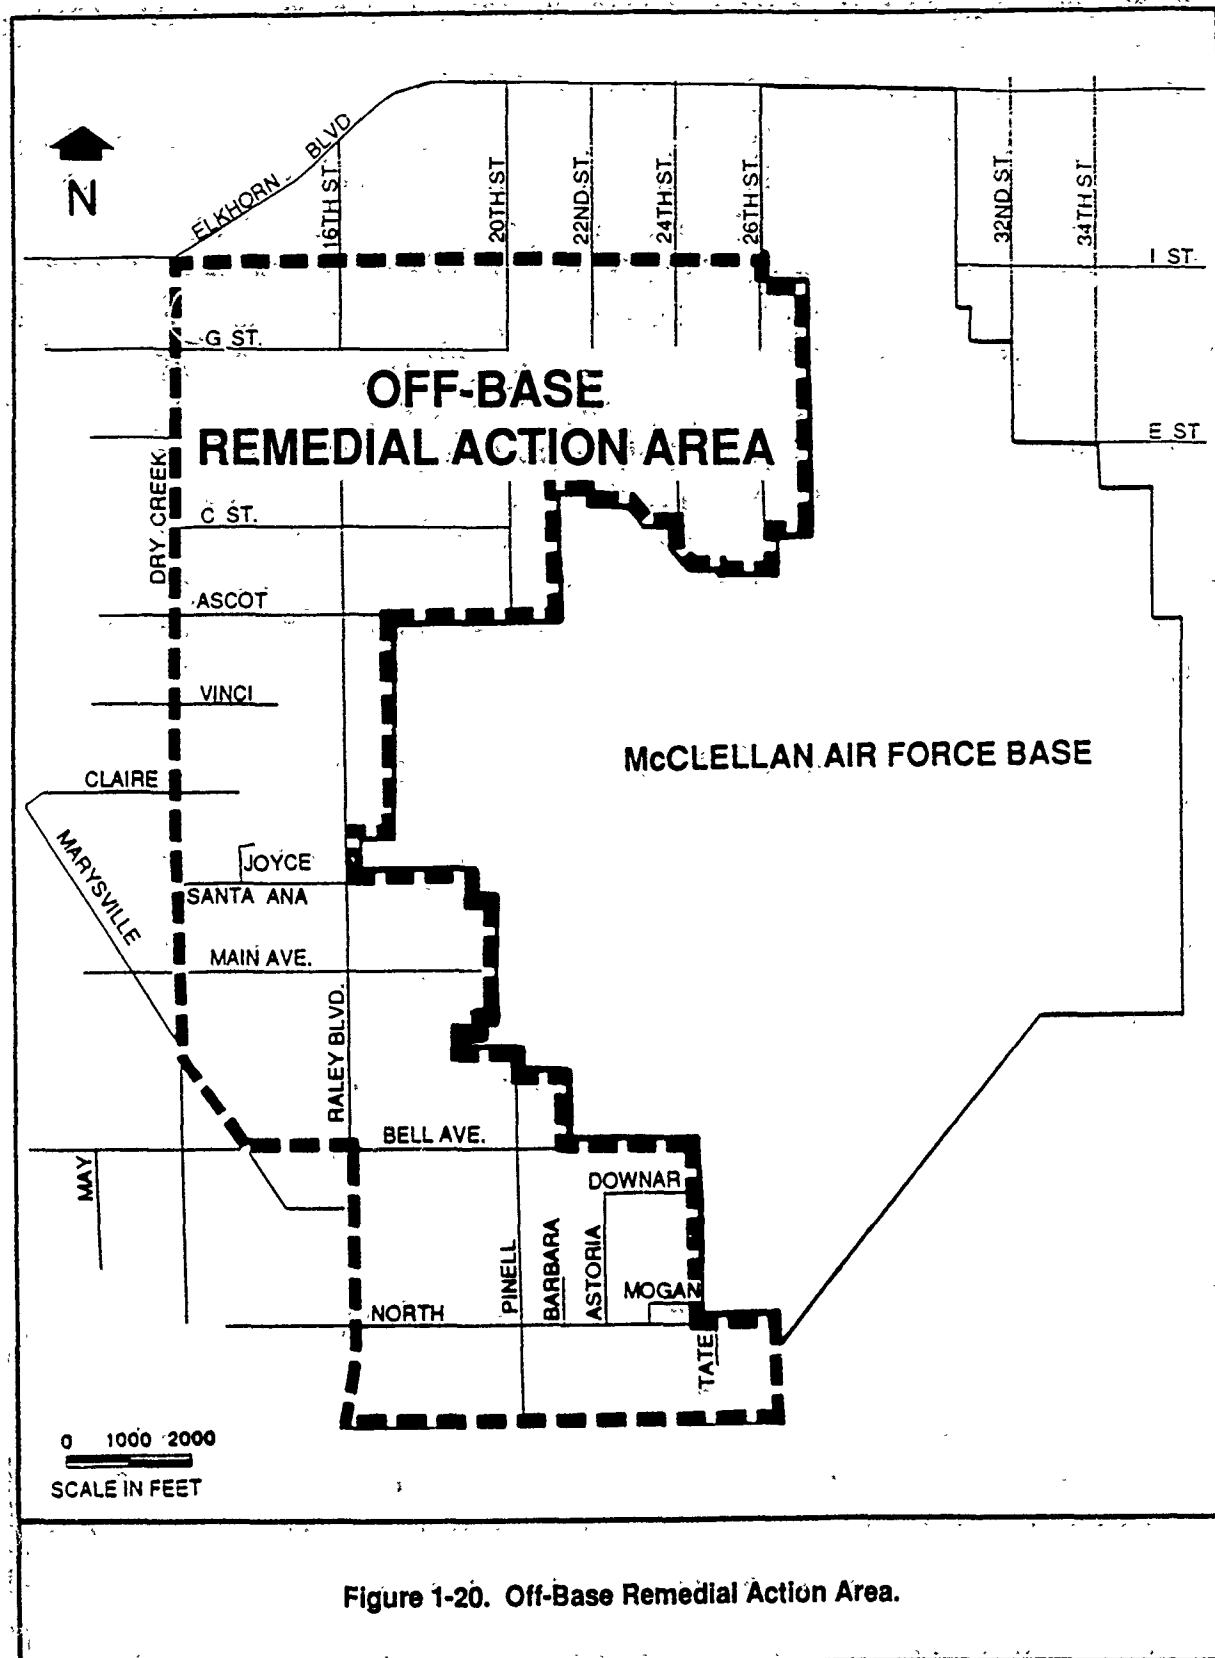 ELKHORN BLVD
16TH ST.
20TH ST.
22ND ST.
24TH ST.
26TH ST.
32ND ST.
34TH ST
N
I ST
G ST.
OFF-BASE
REMEDIAL ACTION AREA
E ST
DRY CREEK
C ST.
ASCOT
VINCI
McCLELLAN AIR FORCE BASE
CLAIRE
MARYSVILLE
JOYCE
SANTA ANA
MAIN AVE.
RALEY BLVD.
BELL AVE.
MAY
DOWNAR
PINELL
BARBARA
ASTORIA
MOGAN
NORTH
TATE
0 1000 2000
SCALE IN FEET
Figure 1-20. Off-Base Remedial Action Area.